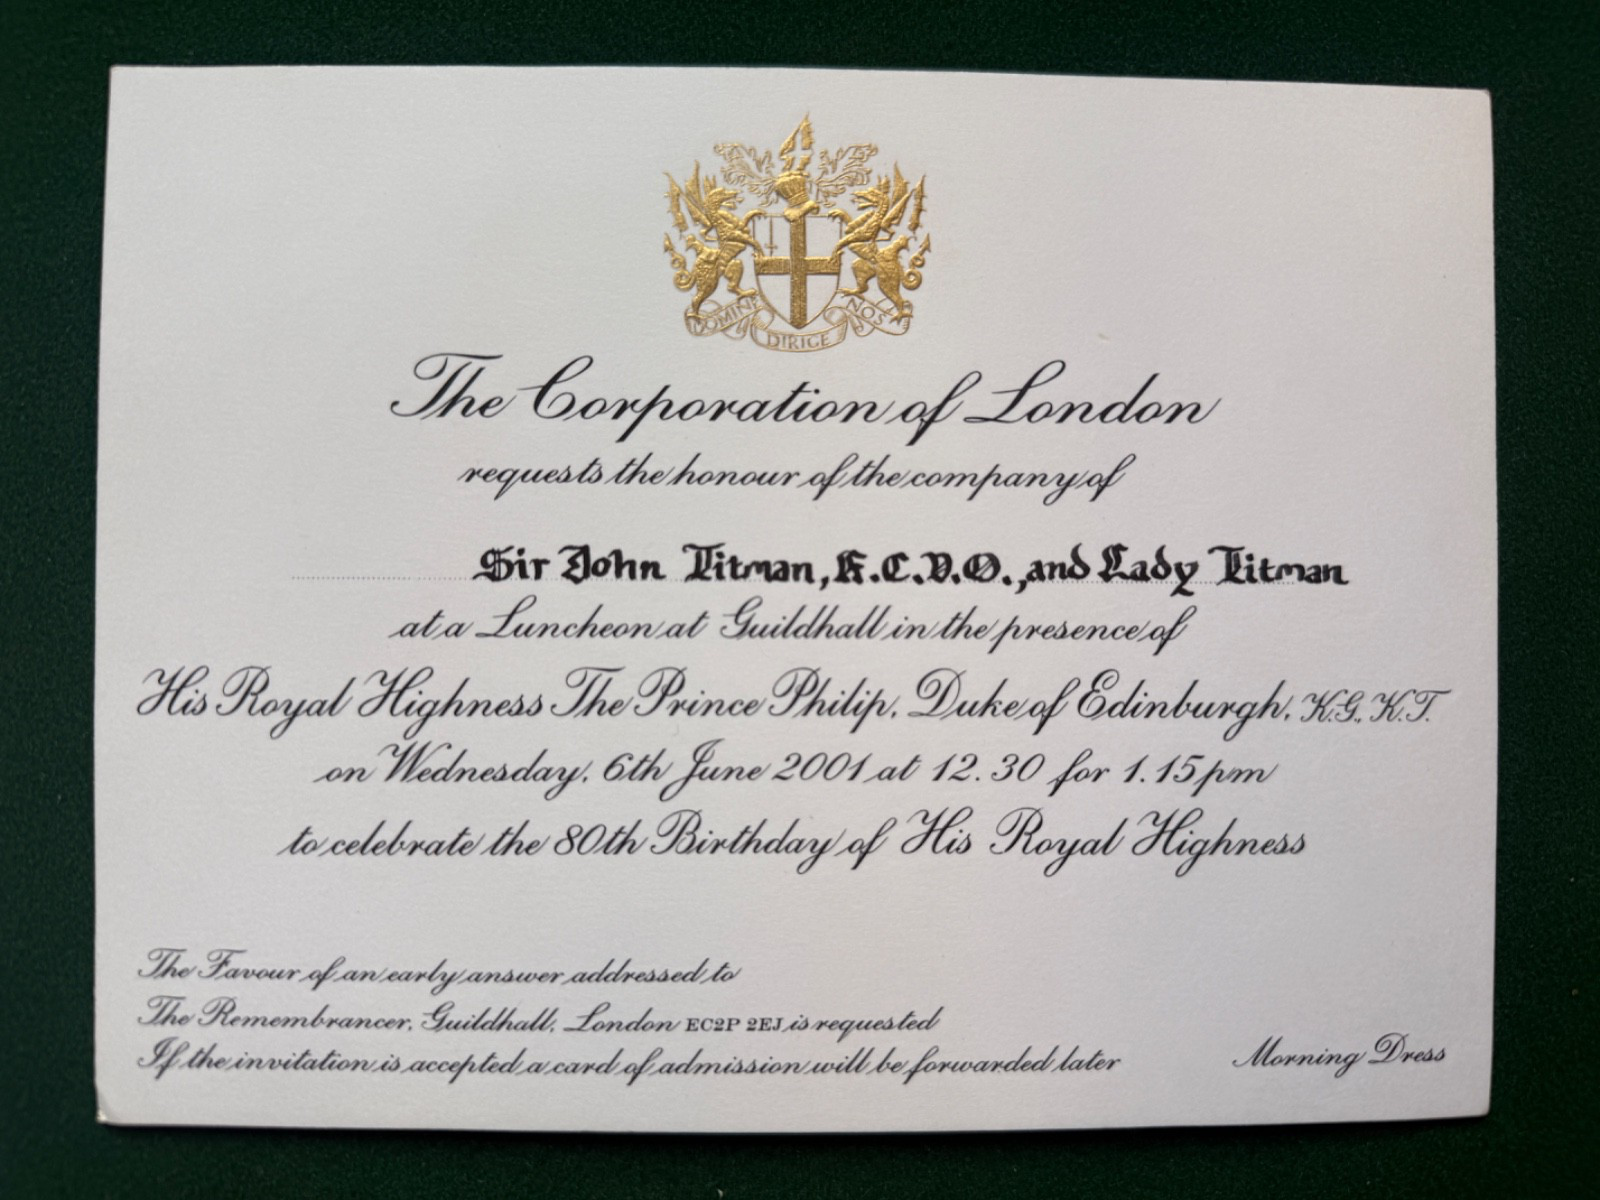 DOMINE DIRIGE NOS
The Corporation of London
requests the honour of the company of
Sir John Titman, K.C.V.O., and Lady Titman
at a Luncheon at Guildhall in the presence of
His Royal Highness The Prince Philip, Duke of Edinburgh, K.G., K.T.
on Wednesday, 6th June 2001 at 12.30 for 1.15pm
to celebrate the 80th Birthday of His Royal Highness
The Favour of an early answer addressed to
The Remembrancer, Guildhall, London EC2P 2EJ is requested
If the invitation is accepted a card of admission will be forwarded later
Morning Dress